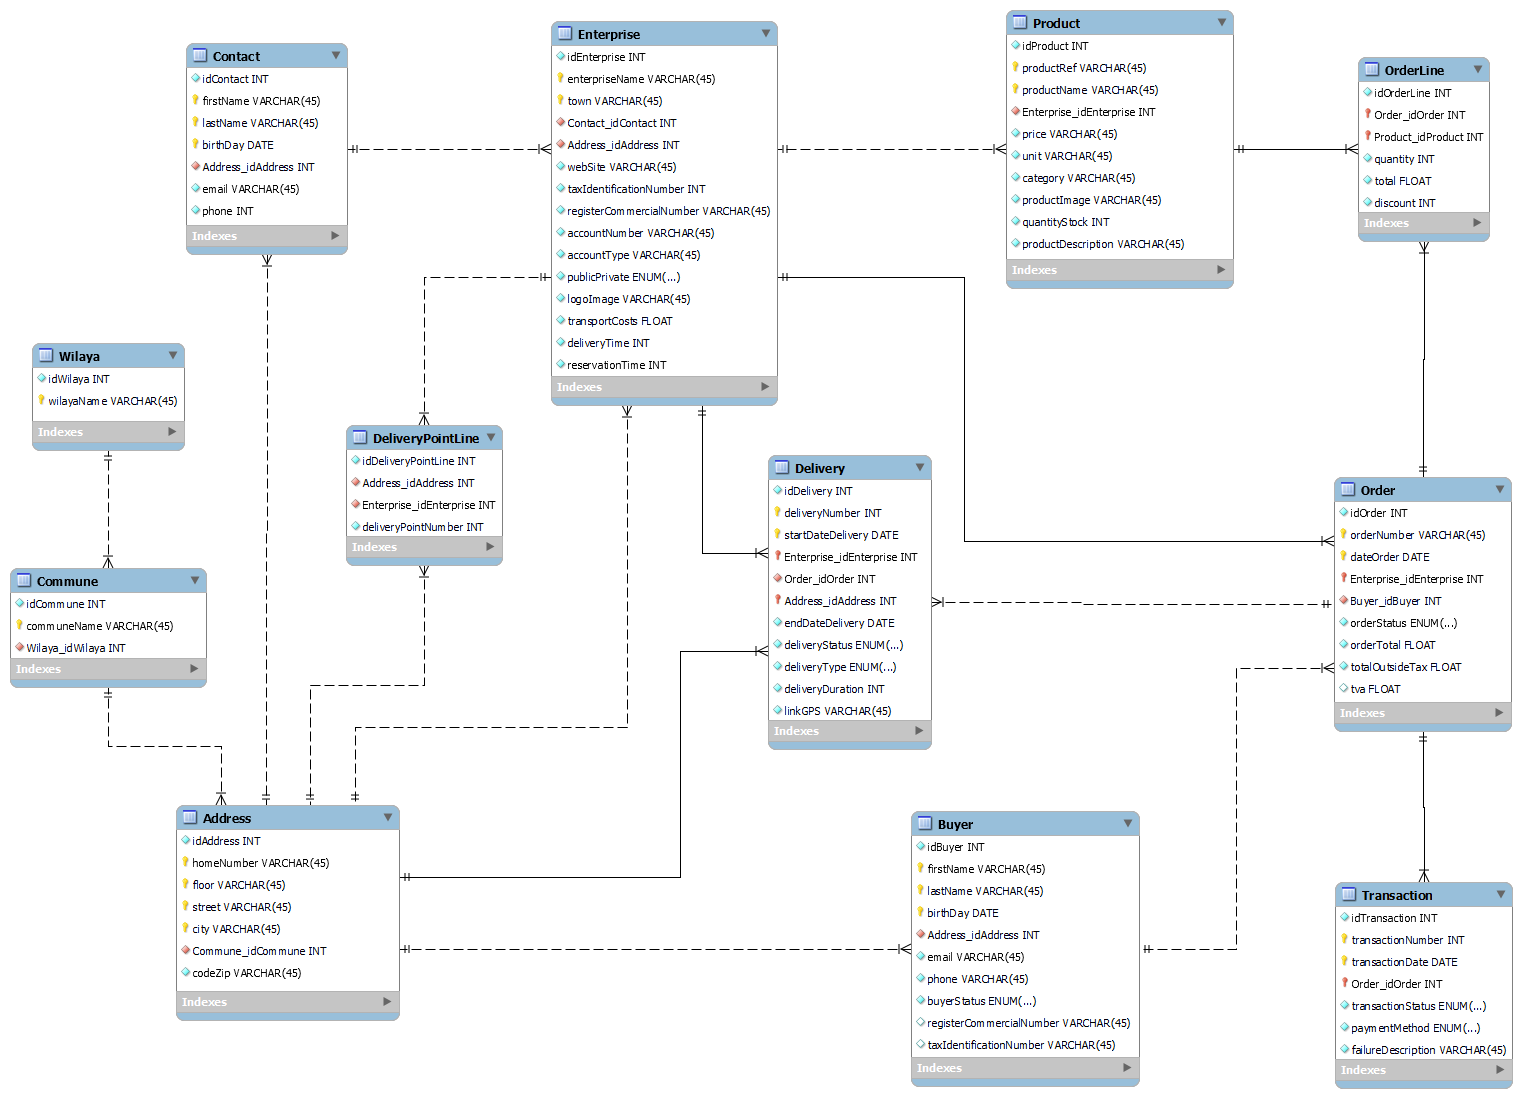 Contact
idContact INT
firstName VARCHAR(45)
lastName VARCHAR(45)
birthDay DATE
Address_idAddress INT
email VARCHAR(45)
phone INT
Indexes
Enterprise
idEnterprise INT
enterpriseName VARCHAR(45)
town VARCHAR(45)
Contact_idContact INT
Address_idAddress INT
webSite VARCHAR(45)
taxIdentificationNumber INT
registerCommercialNumber VARCHAR(45)
accountNumber VARCHAR(45)
accountType VARCHAR(45)
publicPrivate ENUM(...)
logoImage VARCHAR(45)
transportCosts FLOAT
deliveryTime INT
reservationTime INT
Indexes
Product
idProduct INT
productRef VARCHAR(45)
productName VARCHAR(45)
Enterprise_idEnterprise INT
price VARCHAR(45)
unit VARCHAR(45)
category VARCHAR(45)
productImage VARCHAR(45)
quantityStock INT
productDescription VARCHAR(45)
Indexes
OrderLine
idOrderLine INT
Order_idOrder INT
Product_idProduct INT
quantity INT
total FLOAT
discount INT
Indexes
Wilaya
idWilaya INT
wilayaName VARCHAR(45)
Indexes
DeliveryPointLine
idDeliveryPointLine INT
Address_idAddress INT
Enterprise_idEnterprise INT
deliveryPointNumber INT
Indexes
Delivery
idDelivery INT
deliveryNumber INT
startDateDelivery DATE
Enterprise_idEnterprise INT
Order_idOrder INT
Address_idAddress INT
endDateDelivery DATE
deliveryStatus ENUM(...)
deliveryType ENUM(...)
deliveryDuration INT
linkGPS VARCHAR(45)
Indexes
Order
idOrder INT
orderNumber VARCHAR(45)
dateOrder DATE
Enterprise_idEnterprise INT
Buyer_idBuyer INT
orderStatus ENUM(...)
orderTotal FLOAT
totalOutsideTax FLOAT
tva FLOAT
Indexes
Commune
idCommune INT
communeName VARCHAR(45)
Wilaya_idWilaya INT
Indexes
Address
idAddress INT
homeNumber VARCHAR(45)
floor VARCHAR(45)
street VARCHAR(45)
city VARCHAR(45)
Commune_idCommune INT
codeZip VARCHAR(45)
Indexes
Buyer
idBuyer INT
firstName VARCHAR(45)
lastName VARCHAR(45)
birthDay DATE
Address_idAddress INT
email VARCHAR(45)
phone VARCHAR(45)
buyerStatus ENUM(...)
registerCommercialNumber VARCHAR(45)
taxIdentificationNumber VARCHAR(45)
Indexes
Transaction
idTransaction INT
transactionNumber INT
transactionDate DATE
Order_idOrder INT
transactionStatus ENUM(...)
paymentMethod ENUM(...)
failureDescription VARCHAR(45)
Indexes